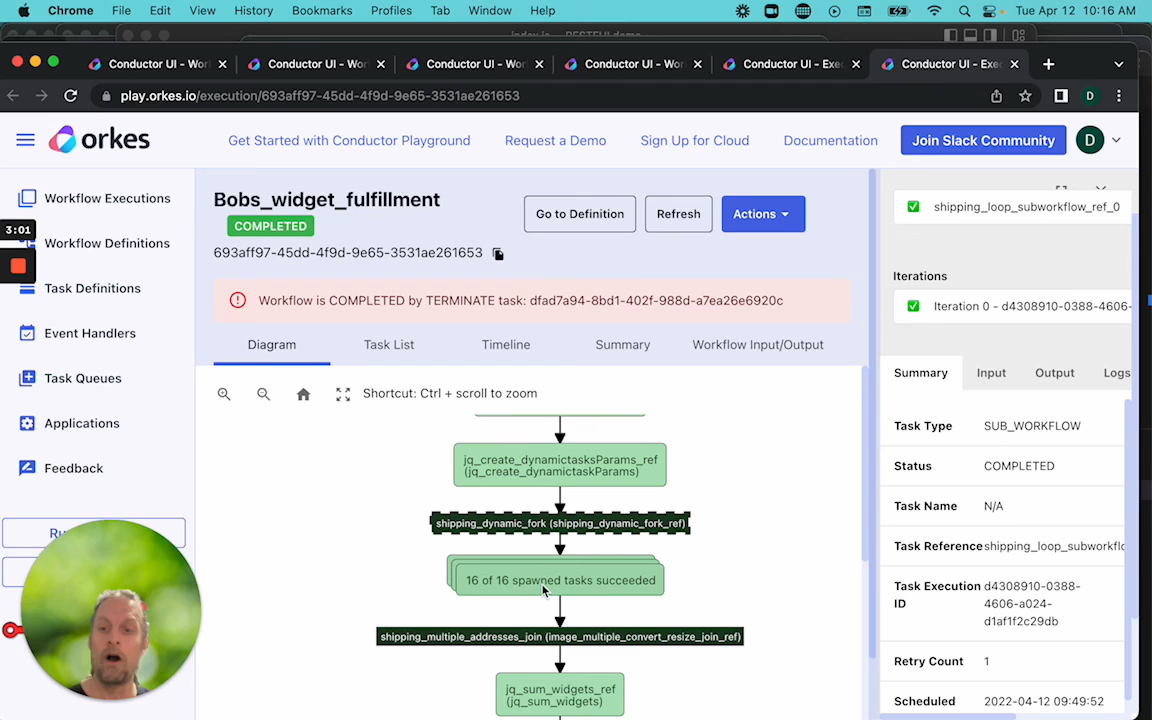 Chrome File Edit View History Bookmarks Profiles Tab Window Help Tue Apr 12 10:16 AM
Conductor UI – Wor Conductor UI – Wor Conductor UI – Wor Conductor UI – Wor Conductor UI – Exe Conductor UI – Exe
play.orkes.io/execution/693aff97-45dd-4f9d-9e65-3531ae261653
D
orkes
Get Started with Conductor Playground Request a Demo Sign Up for Cloud Documentation Join Slack Community D
Workflow Executions
3:01
Workflow Definitions
Task Definitions
Event Handlers
Task Queues
Applications
Feedback
Bobs_widget_fulfillment
COMPLETED
693aff97-45dd-4f9d-9e65-3531ae261653
Go to Definition Refresh Actions
Workflow is COMPLETED by TERMINATE task: dfad7a94-8bd1-402f-988d-a7ea26e6920c
Diagram Task List Timeline Summary Workflow Input/Output
Shortcut: Ctrl + scroll to zoom
jq_create_dynamictasksParams_ref
(jq_create_dynamictaskParams)
shipping_dynamic_fork (shipping_dynamic_fork_ref)
16 of 16 spawned tasks succeeded
shipping_multiple_addresses_join (image_multiple_convert_resize_join_ref)
jq_sum_widgets_ref
(jq_sum_widgets)
shipping_loop_subworkflow_ref_0
Iterations
Iteration 0 - d4308910-0388-4606-
Summary Input Output Logs
Task Type SUB_WORKFLOW
Status COMPLETED
Task Name N/A
Task Reference shipping_loop_subworkflo
Task Execution ID d4308910-0388-
4606-a024-
d1af1f2c29db
Retry Count 1
Scheduled 2022-04-12 09:49:52